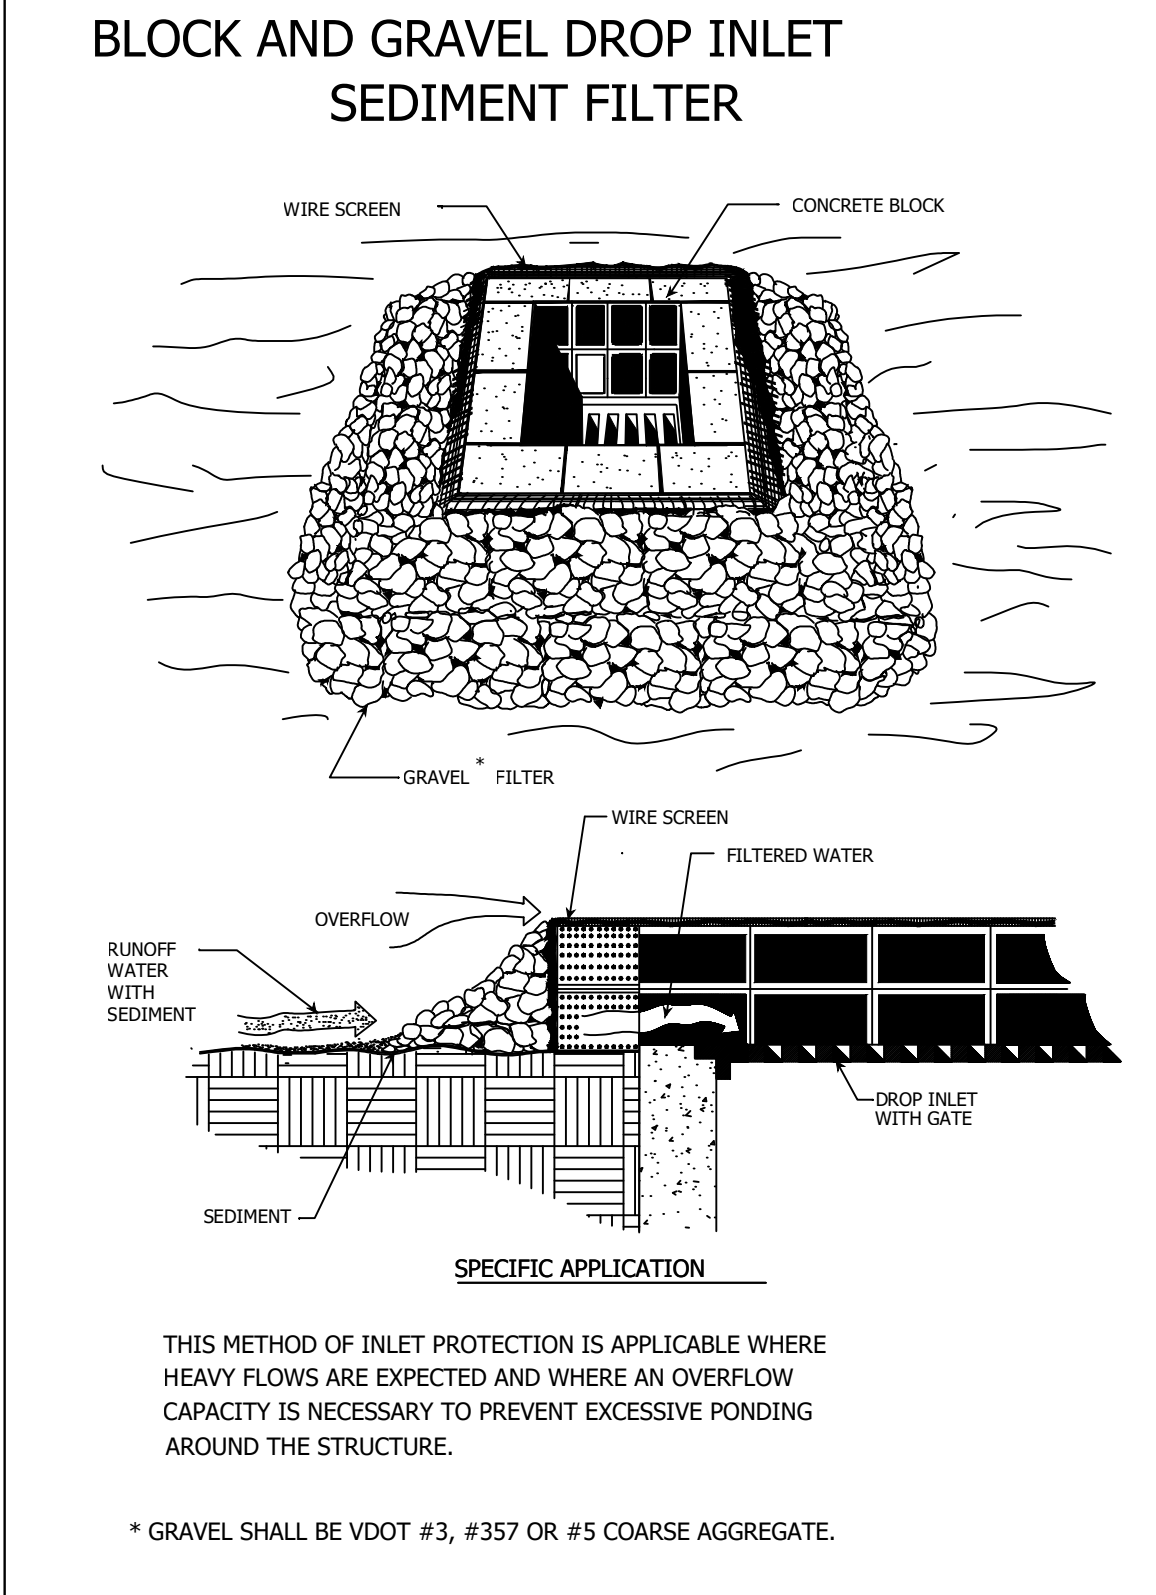 BLOCK AND GRAVEL DROP INLET
SEDIMENT FILTER
WIRE SCREEN
CONCRETE BLOCK
GRAVEL * FILTER
WIRE SCREEN
FILTERED WATER
OVERFLOW
RUNOFF
WATER
WITH
SEDIMENT
DROP INLET
WITH GATE
SEDIMENT
SPECIFIC APPLICATION
THIS METHOD OF INLET PROTECTION IS APPLICABLE WHERE
HEAVY FLOWS ARE EXPECTED AND WHERE AN OVERFLOW
CAPACITY IS NECESSARY TO PREVENT EXCESSIVE PONDING
AROUND THE STRUCTURE.
* GRAVEL SHALL BE VDOT #3, #357 OR #5 COARSE AGGREGATE.